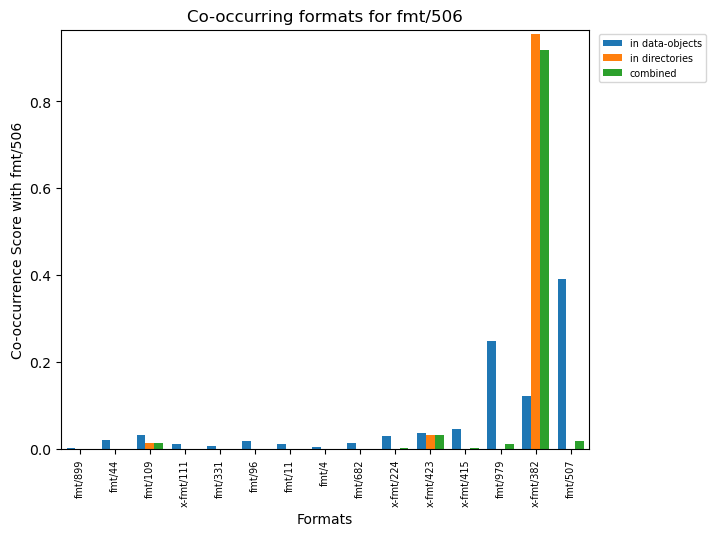 Co-occurring formats for fmt/506
in data-objects
in directories
combined
Co-occurrence Score with fmt/506
0.8
0.6
0.4
0.2
0.0
fmt/899
fmt/44
fmt/109
x-fmt/111
fmt/331
fmt/96
fmt/11
fmt/4
fmt/682
x-fmt/224
x-fmt/423
x-fmt/415
fmt/979
x-fmt/382
fmt/507
Formats